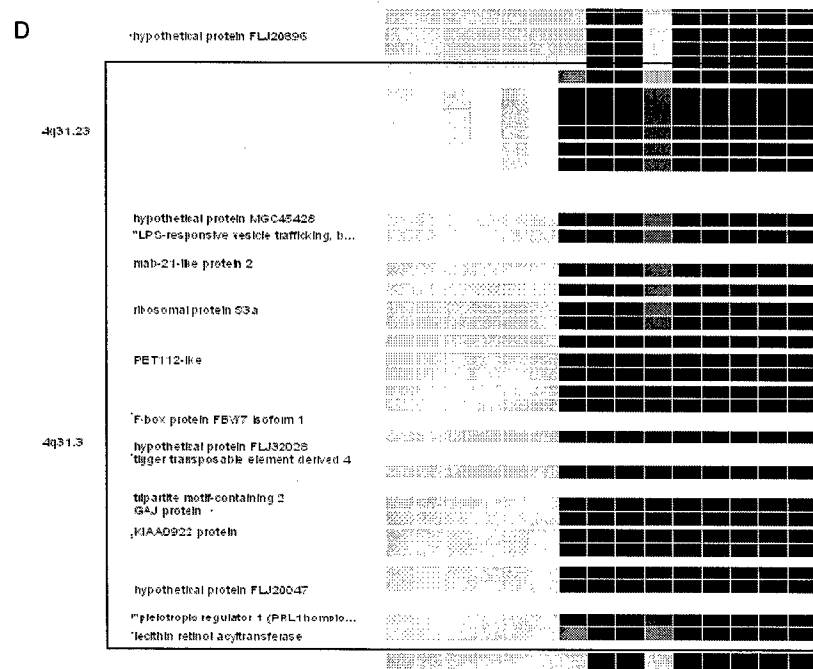 D
hypothetical protein FLJ20896
4q31.23
hypothetical protein MGC45428
"LPS-responsive vesicle trafficking, b...
mab-21-like protein 2
ribosomal protein S3a
PET112-like
F-box protein FBW7 isoform 1
4q31.3
hypothetical protein FLJ32028
tigger transposable element derived 4
tripartite motif-containing 2
GAJ protein
KIAA0922 protein
hypothetical protein FLJ20047
"pleiotropic regulator 1 (PRL1homolo...
lecithin retinol acyltransferase